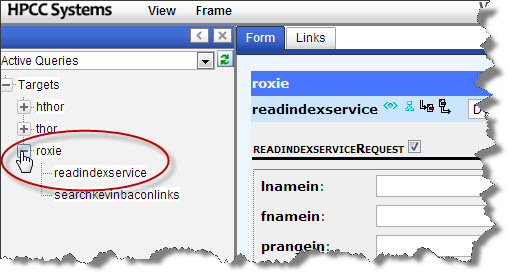 HPCC Systems View Frame
Form Links
Active Queries
Targets
hthor
thor
roxie
readindexservice
searchkevinbaconlinks
roxie
readindexservice
READINDEXSERVICEREQUEST
lnamein:
fnamein:
prangein: